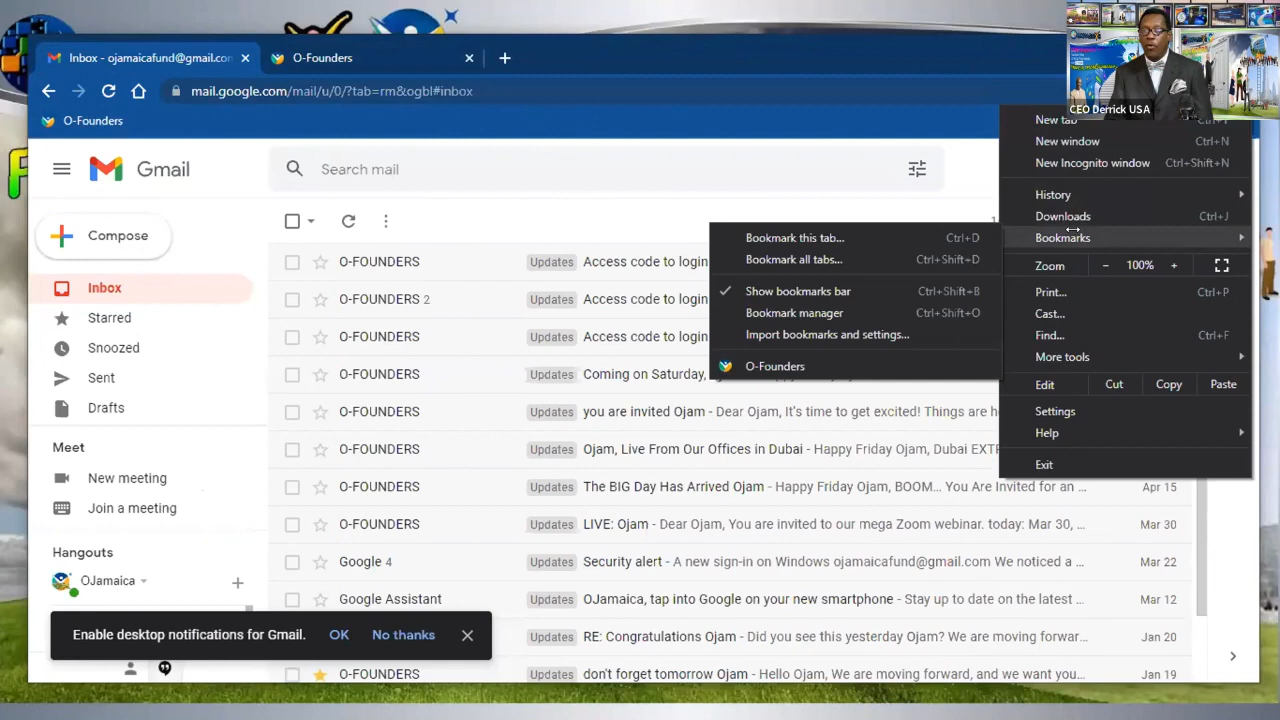 Inbox - ojamaicafund@gmail.co
O-Founders
mail.google.com/mail/u/0/?tab=rm&ogbl#inbox
CEO Derrick USA
O-Founders
New tab
New window Ctrl+N
New Incognito window Ctrl+Shift+N
History
Downloads Ctrl+J
Bookmarks
Zoom - 100% +
Print... Ctrl+P
Cast...
Find... Ctrl+F
More tools
Edit Cut Copy Paste
Settings
Help
Exit
Bookmark this tab... Ctrl+D
Bookmark all tabs... Ctrl+Shift+D
Show bookmarks bar Ctrl+Shift+B
Bookmark manager Ctrl+Shift+O
Import bookmarks and settings...
O-Founders
Gmail
Search mail
Compose
Inbox
Starred
Snoozed
Sent
Drafts
Meet
New meeting
Join a meeting
Hangouts
OJamaica
O-FOUNDERS Updates Access code to login
O-FOUNDERS 2 Updates Access code to login
O-FOUNDERS Updates Access code to login
O-FOUNDERS Updates Coming on Saturday,
O-FOUNDERS Updates you are invited Ojam - Dear Ojam, It's time to get excited! Things are
O-FOUNDERS Updates Ojam, Live From Our Offices in Dubai - Happy Friday Ojam, Dubai
O-FOUNDERS Updates The BIG Day Has Arrived Ojam - Happy Friday Ojam, BOOM... You Are Invited for an ... Apr 15
O-FOUNDERS Updates LIVE: Ojam - Dear Ojam, You are invited to our mega Zoom webinar. today: Mar 30, ... Mar 30
Google 4 Updates Security alert - A new sign-in on Windows ojamaicafund@gmail.com We noticed a ... Mar 22
Google Assistant Updates OJamaica, tap into Google on your new smartphone - Stay up to date on the latest ... Mar 12
Updates RE: Congratulations Ojam - Did you see this yesterday Ojam? We are moving forwar... Jan 20
O-FOUNDERS Updates don't forget tomorrow Ojam - Hello Ojam, We are moving forward, and we want you... Jan 19
Enable desktop notifications for Gmail. OK No thanks